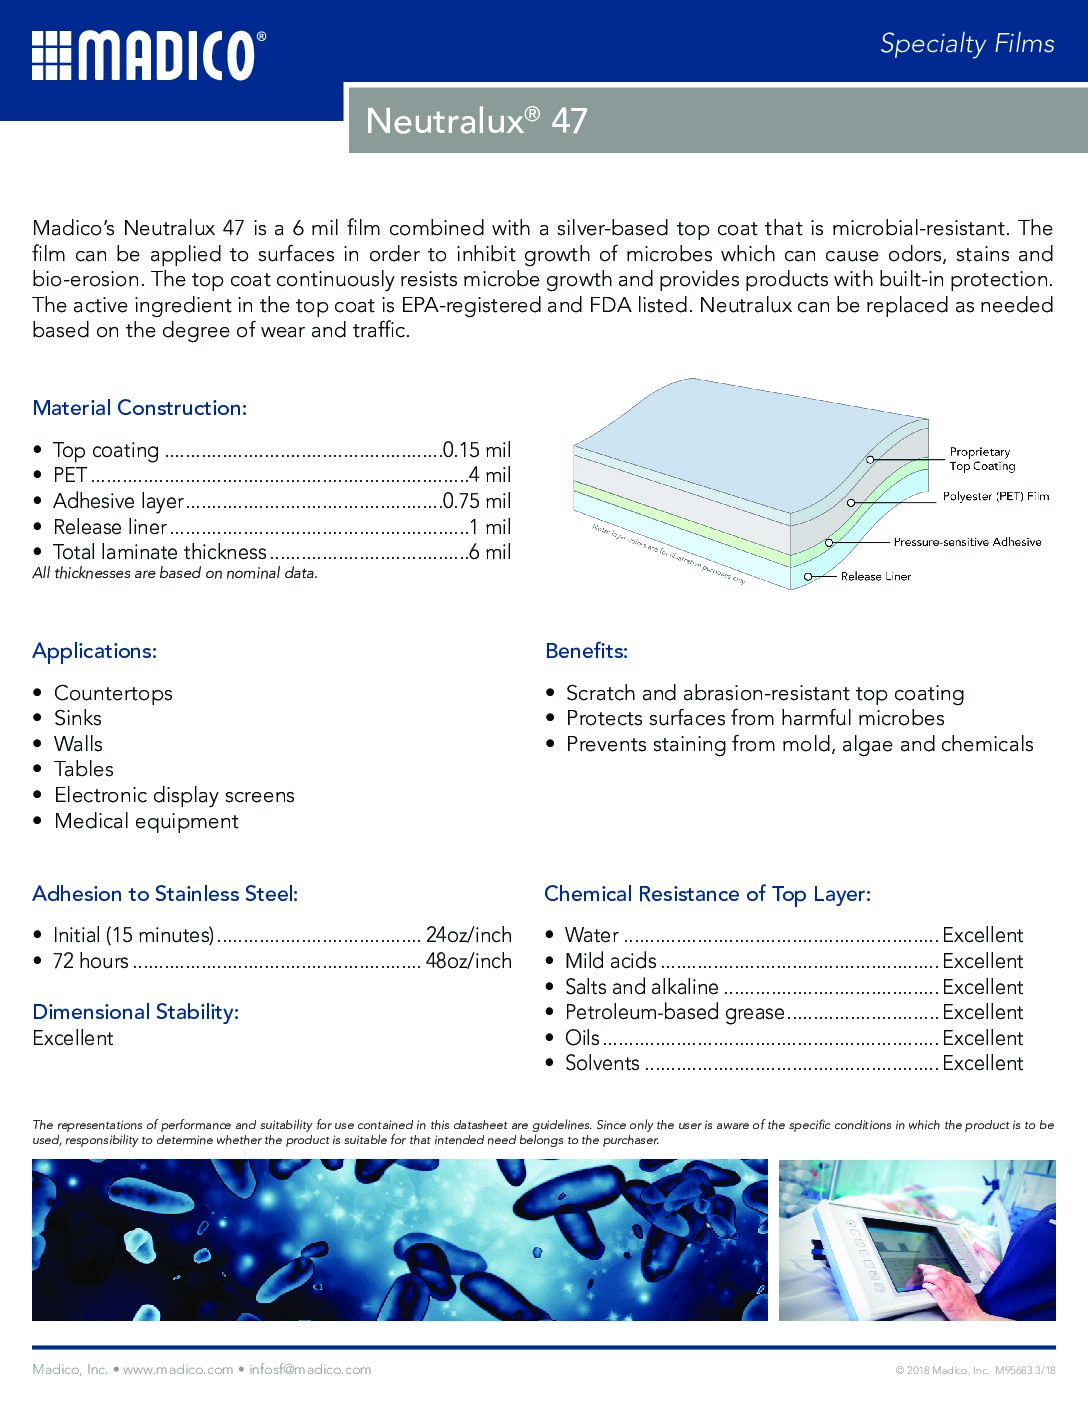 MADICO®
Specialty Films
Neutralux® 47
Madico’s Neutralux 47 is a 6 mil film combined with a silver-based top coat that is microbial-resistant. The
film can be applied to surfaces in order to inhibit growth of microbes which can cause odors, stains and
bio-erosion. The top coat continuously resists microbe growth and provides products with built-in protection.
The active ingredient in the top coat is EPA-registered and FDA listed. Neutralux can be replaced as needed
based on the degree of wear and traffic.
Material Construction:
• Top coating .....................................................0.15 mil
• PET........................................................................4 mil
• Adhesive layer.................................................0.75 mil
• Release liner.........................................................1 mil
• Total laminate thickness......................................6 mil
All thicknesses are based on nominal data.
Proprietary
Top Coating
Polyester (PET) Film
Pressure-sensitive Adhesive
Release Liner
Note: layer colors are for illustrative purposes only
Applications:
• Countertops
• Sinks
• Walls
• Tables
• Electronic display screens
• Medical equipment
Benefits:
• Scratch and abrasion-resistant top coating
• Protects surfaces from harmful microbes
• Prevents staining from mold, algae and chemicals
Adhesion to Stainless Steel:
• Initial (15 minutes)....................................... 24oz/inch
• 72 hours....................................................... 48oz/inch
Dimensional Stability:
Excellent
Chemical Resistance of Top Layer:
• Water ............................................................ Excellent
• Mild acids ..................................................... Excellent
• Salts and alkaline ......................................... Excellent
• Petroleum-based grease............................. Excellent
• Oils................................................................ Excellent
• Solvents ........................................................ Excellent
The representations of performance and suitability for use contained in this datasheet are guidelines. Since only the user is aware of the specific conditions in which the product is to be
used, responsibility to determine whether the product is suitable for that intended need belongs to the purchaser.
Madico, Inc. • www.madico.com • infosf@madico.com
© 2018 Madico, Inc. M95683 3/18